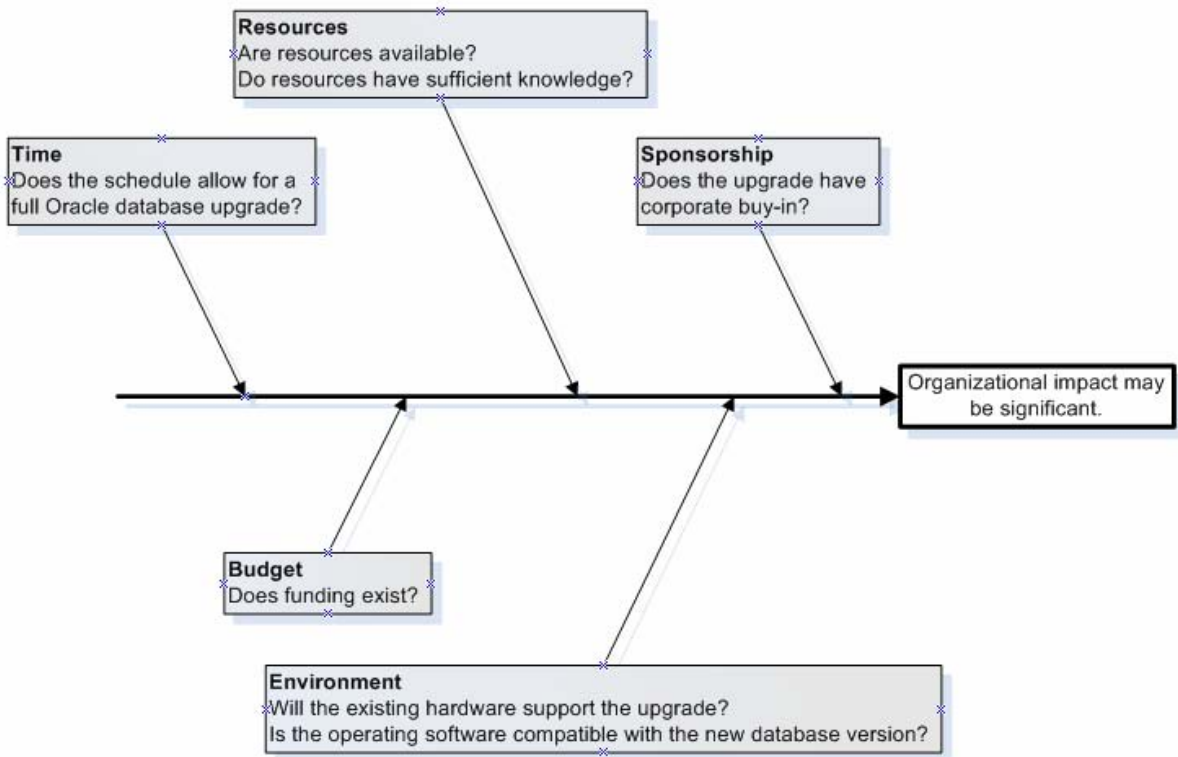 Resources
Are resources available?
Do resources have sufficient knowledge?
Time
Does the schedule allow for a
full Oracle database upgrade?
Sponsorship
Does the upgrade have
corporate buy-in?
Organizational impact may
be significant.
Budget
Does funding exist?
Environment
Will the existing hardware support the upgrade?
Is the operating software compatible with the new database version?